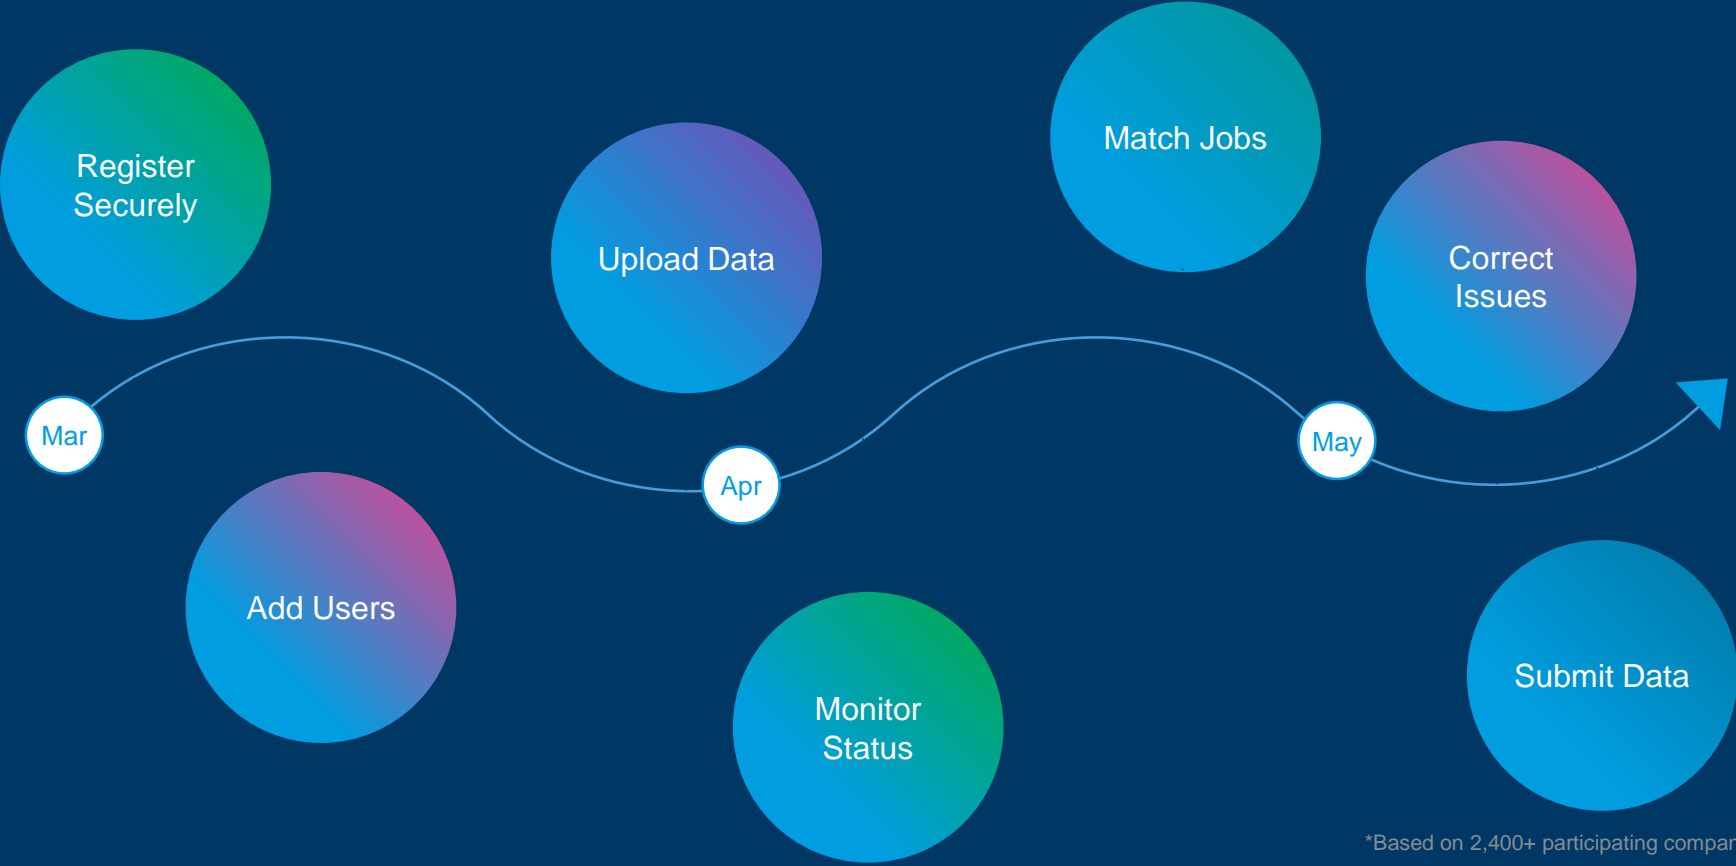 Register
Securely
Mar
Add Users
Upload Data
Apr
Monitor
Status
Match Jobs
May
Correct
Issues
Submit Data
*Based on 2,400+ participating